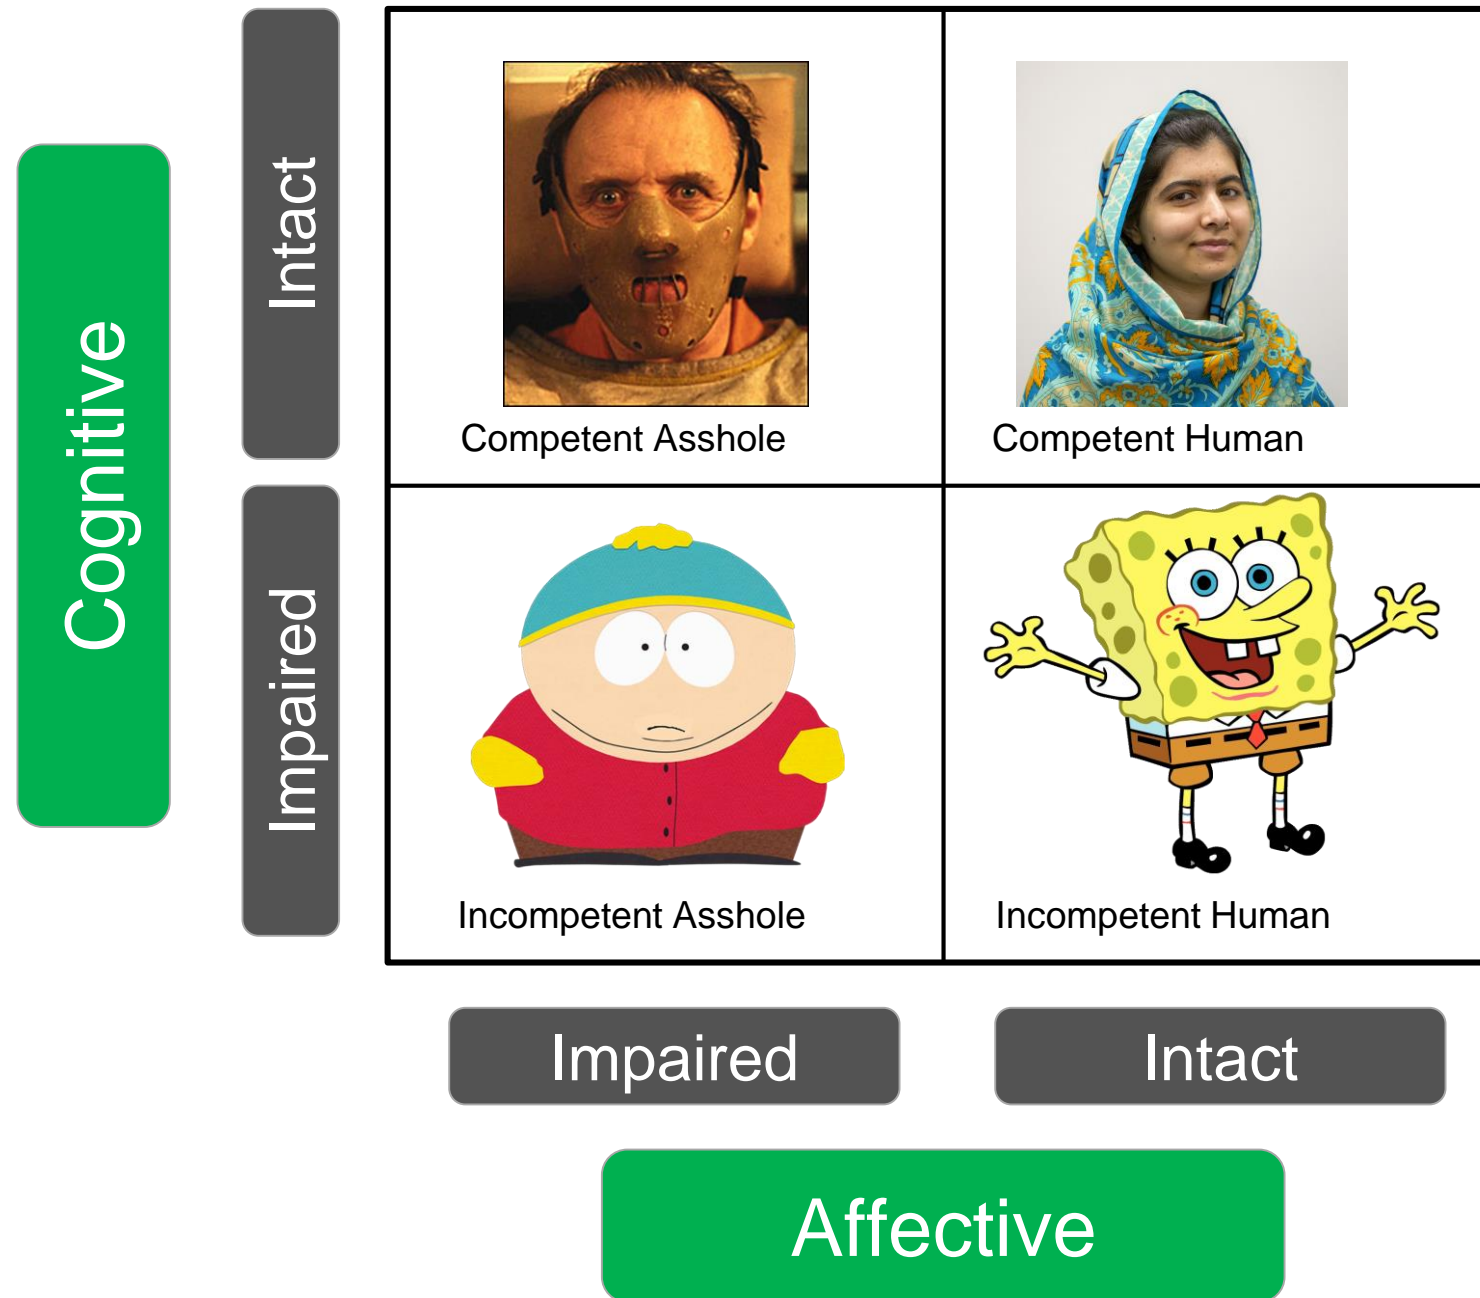 Cognitive
Intact
Impaired
Competent Asshole
Competent Human
Incompetent Asshole
Incompetent Human
Impaired
Intact
Affective